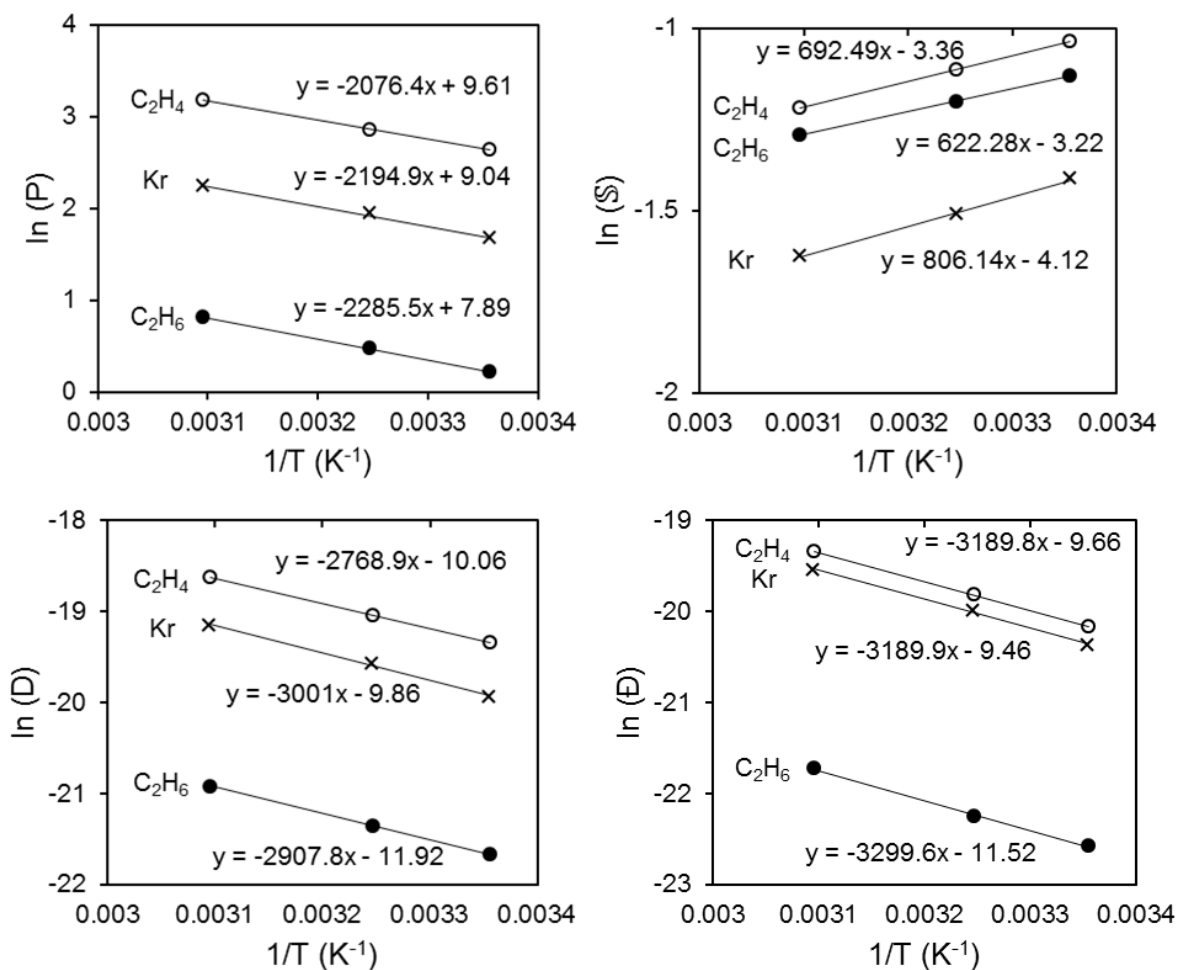 4
y = -2076.4x + 9.61
C₂H₄
3
ln (P)
Kr
y = -2194.9x + 9.04
2
y = -2285.5x + 7.89
1
C₂H₆
0
0.003 0.0031 0.0032 0.0033 0.0034
1/T (K⁻¹)
-1
y = 692.49x - 3.36
C₂H₄
C₂H₆
y = 622.28x - 3.22
ln (𝕊)
-1.5
Kr
y = 806.14x - 4.12
-2
0.003 0.0031 0.0032 0.0033 0.0034
1/T (K⁻¹)
-18
y = -2768.9x - 10.06
C₂H₄
-19
Kr
ln (D)
y = -3001x - 9.86
-20
C₂H₆
-21
y = -2907.8x - 11.92
-22
0.003 0.0031 0.0032 0.0033 0.0034
1/T (K⁻¹)
-19
y = -3189.8x - 9.66
C₂H₄
Kr
-20
y = -3189.9x - 9.46
ln (Đ)
-21
C₂H₆
-22
y = -3299.6x - 11.52
-23
0.003 0.0031 0.0032 0.0033 0.0034
1/T (K⁻¹)